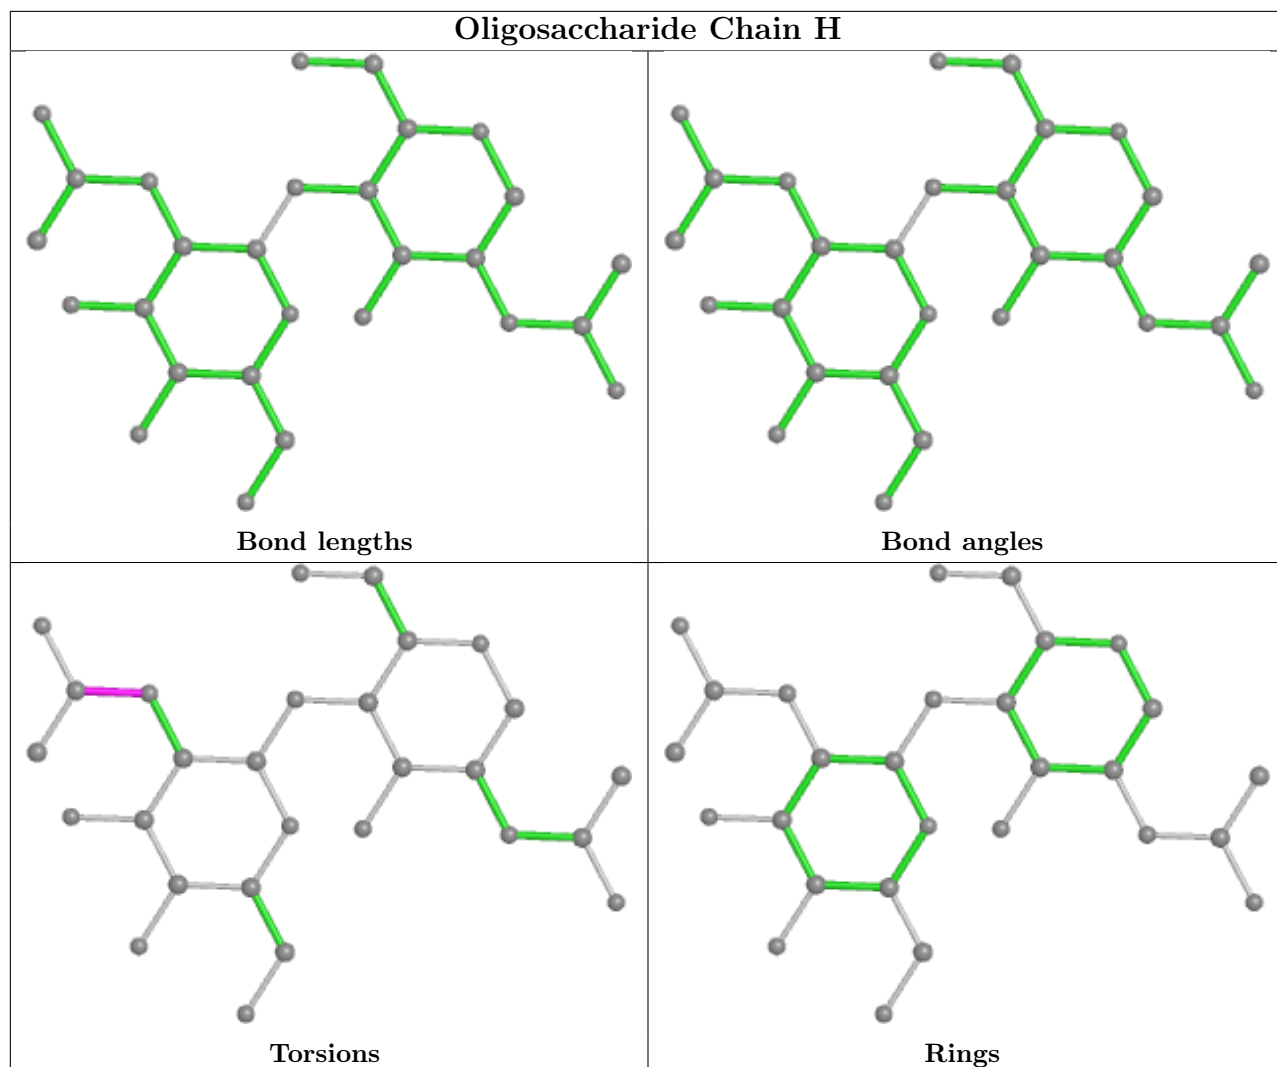 Oligosaccharide Chain H
Bond lengths
Bond angles
Torsions
Rings